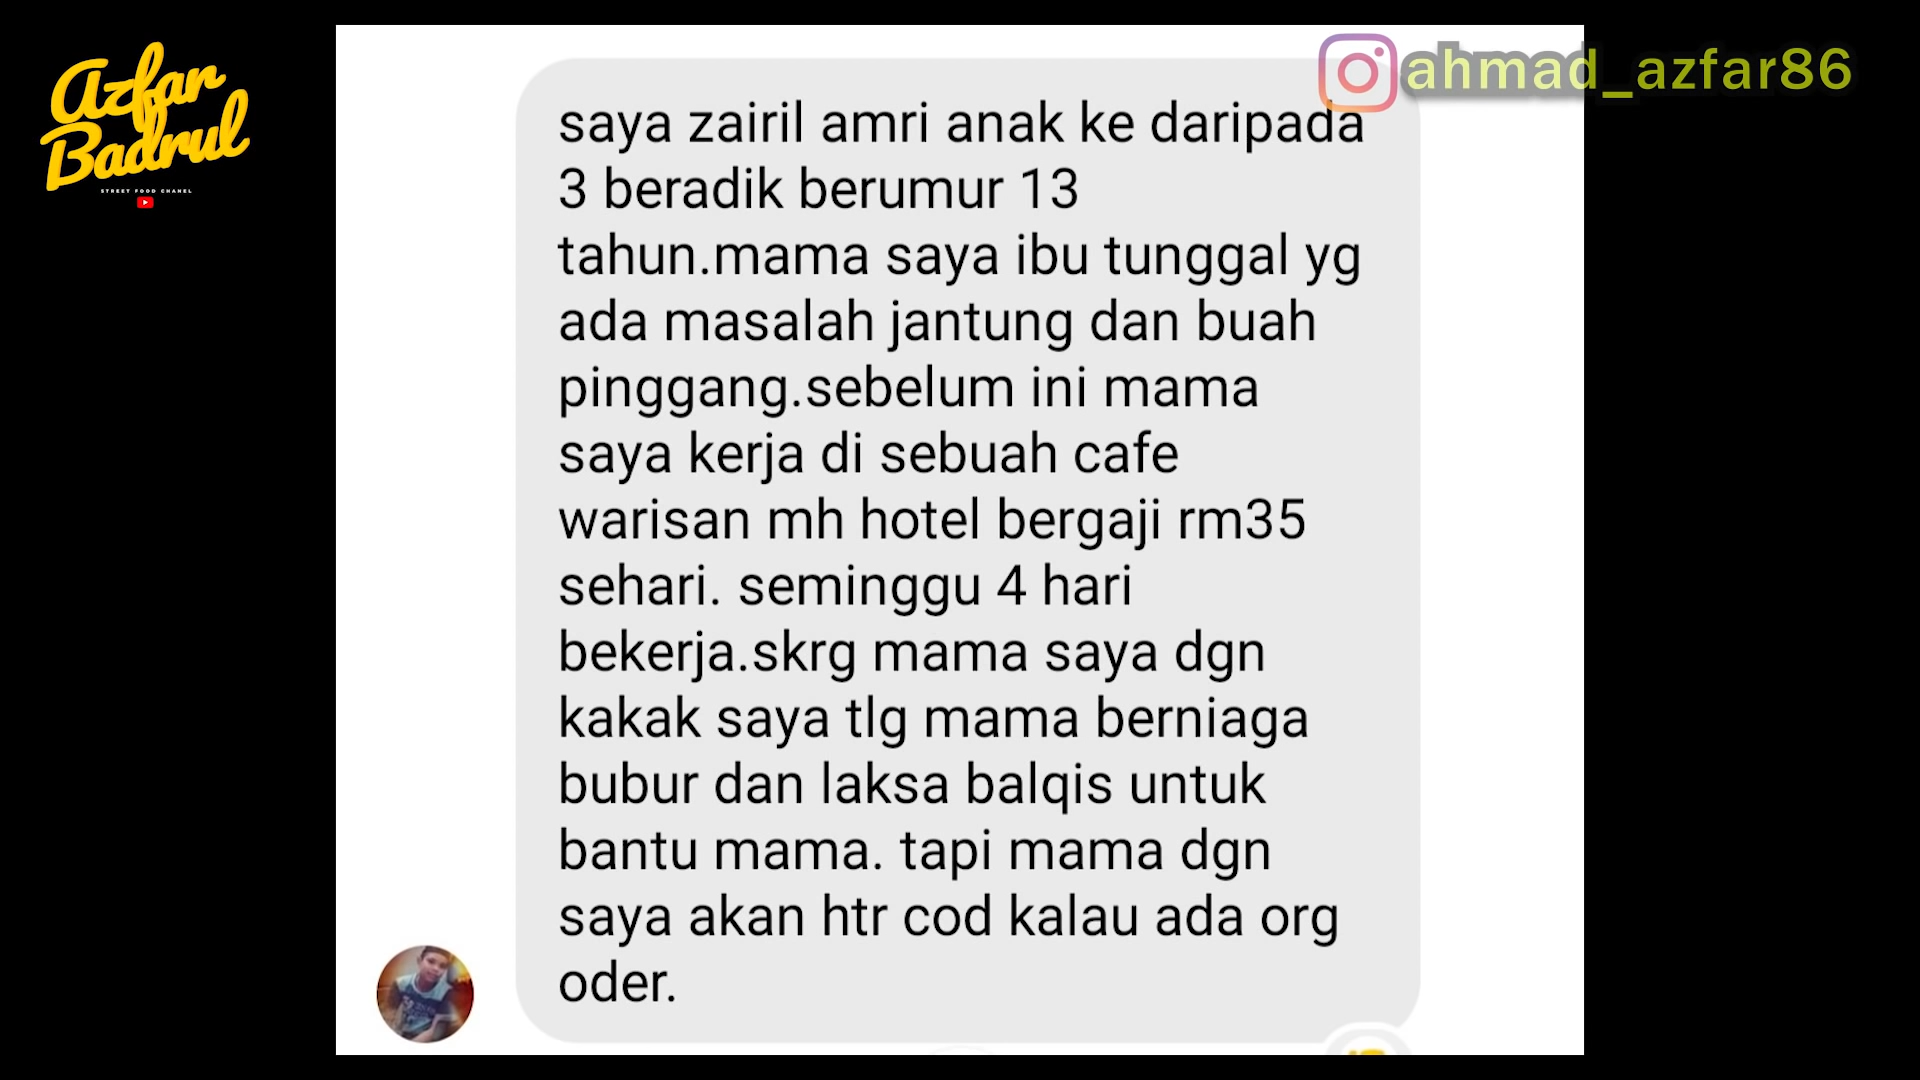 Azfar
Badrul
STREET FOOD CHANEL
ahmad_azfar86
saya zairil amri anak ke daripada
3 beradik berumur 13
tahun.mama saya ibu tunggal yg
ada masalah jantung dan buah
pinggang.sebelum ini mama
saya kerja di sebuah cafe
warisan mh hotel bergaji rm35
sehari. seminggu 4 hari
bekerja.skrg mama saya dgn
kakak saya tlg mama berniaga
bubur dan laksa balqis untuk
bantu mama. tapi mama dgn
saya akan htr cod kalau ada org
oder.